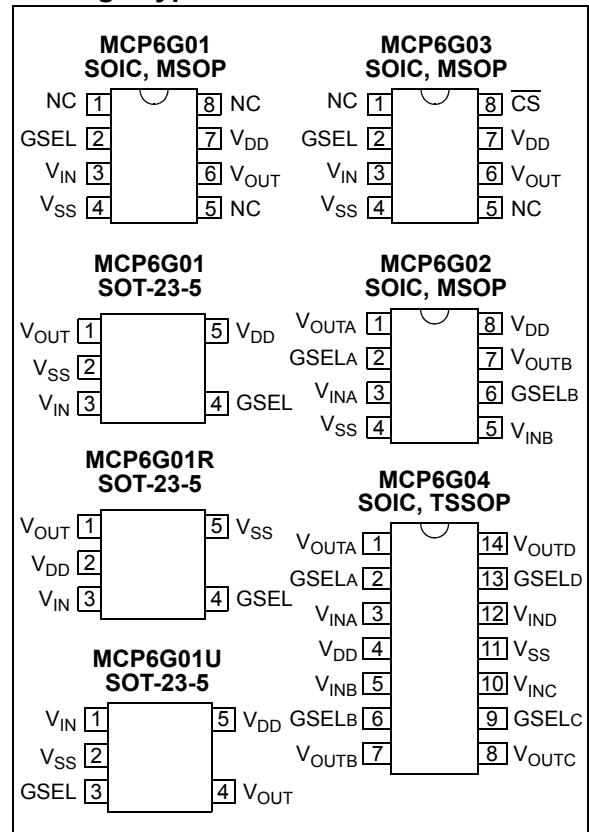 MCP6G01
SOIC, MSOP
NC 1
GSEL 2
VIN 3
VSS 4
8 NC
7 VDD
6 VOUT
5 NC
MCP6G03
SOIC, MSOP
NC 1
GSEL 2
VIN 3
VSS 4
8 CS
7 VDD
6 VOUT
5 NC
MCP6G01
SOT-23-5
VOUT 1
VSS 2
VIN 3
5 VDD
4 GSEL
MCP6G02
SOIC, MSOP
VOUTA 1
GSELA 2
VINA 3
VSS 4
8 VDD
7 VOUTB
6 GSELB
5 VINB
MCP6G01R
SOT-23-5
VOUT 1
VDD 2
VIN 3
5 VSS
4 GSEL
MCP6G04
SOIC, TSSOP
VOUTA 1
GSELA 2
VINA 3
VDD 4
VINB 5
GSELB 6
VOUTB 7
14 VOUTD
13 GSELD
12 VIND
11 VSS
10 VINC
9 GSELC
8 VOUTC
MCP6G01U
SOT-23-5
VIN 1
VSS 2
GSEL 3
5 VDD
4 VOUT